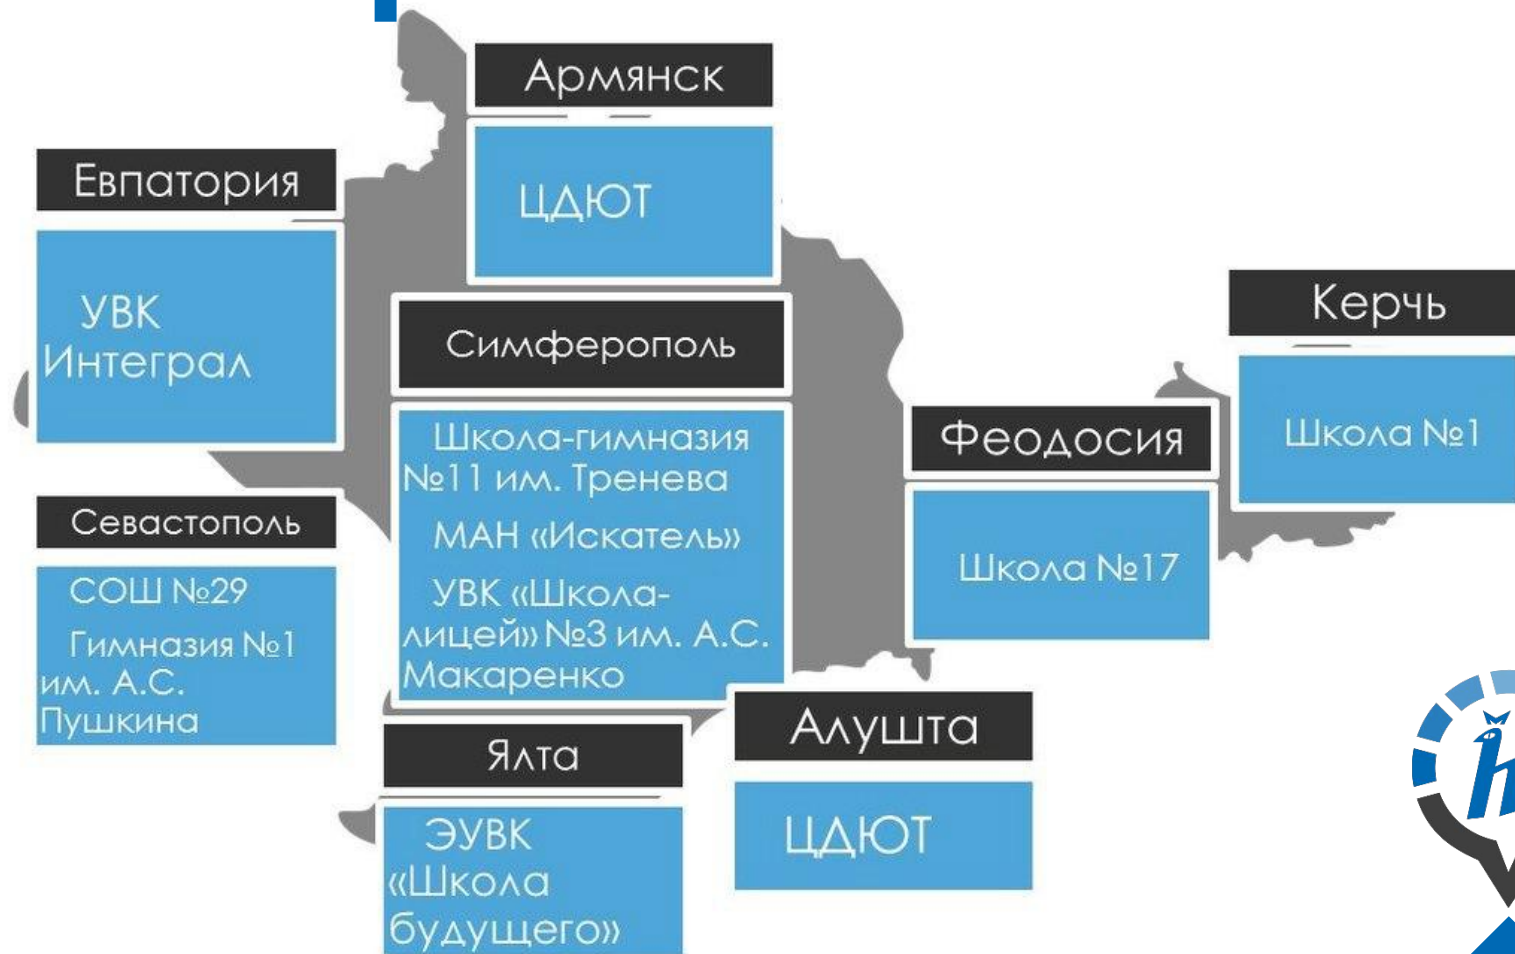 Армянск
ЦДЮТ
Евпатория
УВК
Интеграл
Симферополь
Школа-гимназия
№11 им. Тренева
МАН «Искатель»
УВК «Школа-
лицей» №3 им. А.С.
Макаренко
Керчь
Школа №1
Феодосия
Школа №17
Севастополь
СОШ №29
Гимназия №1
им. А.С.
Пушкина
Ялта
ЭУВК
«Школа
будущего»
Алушта
ЦДЮТ